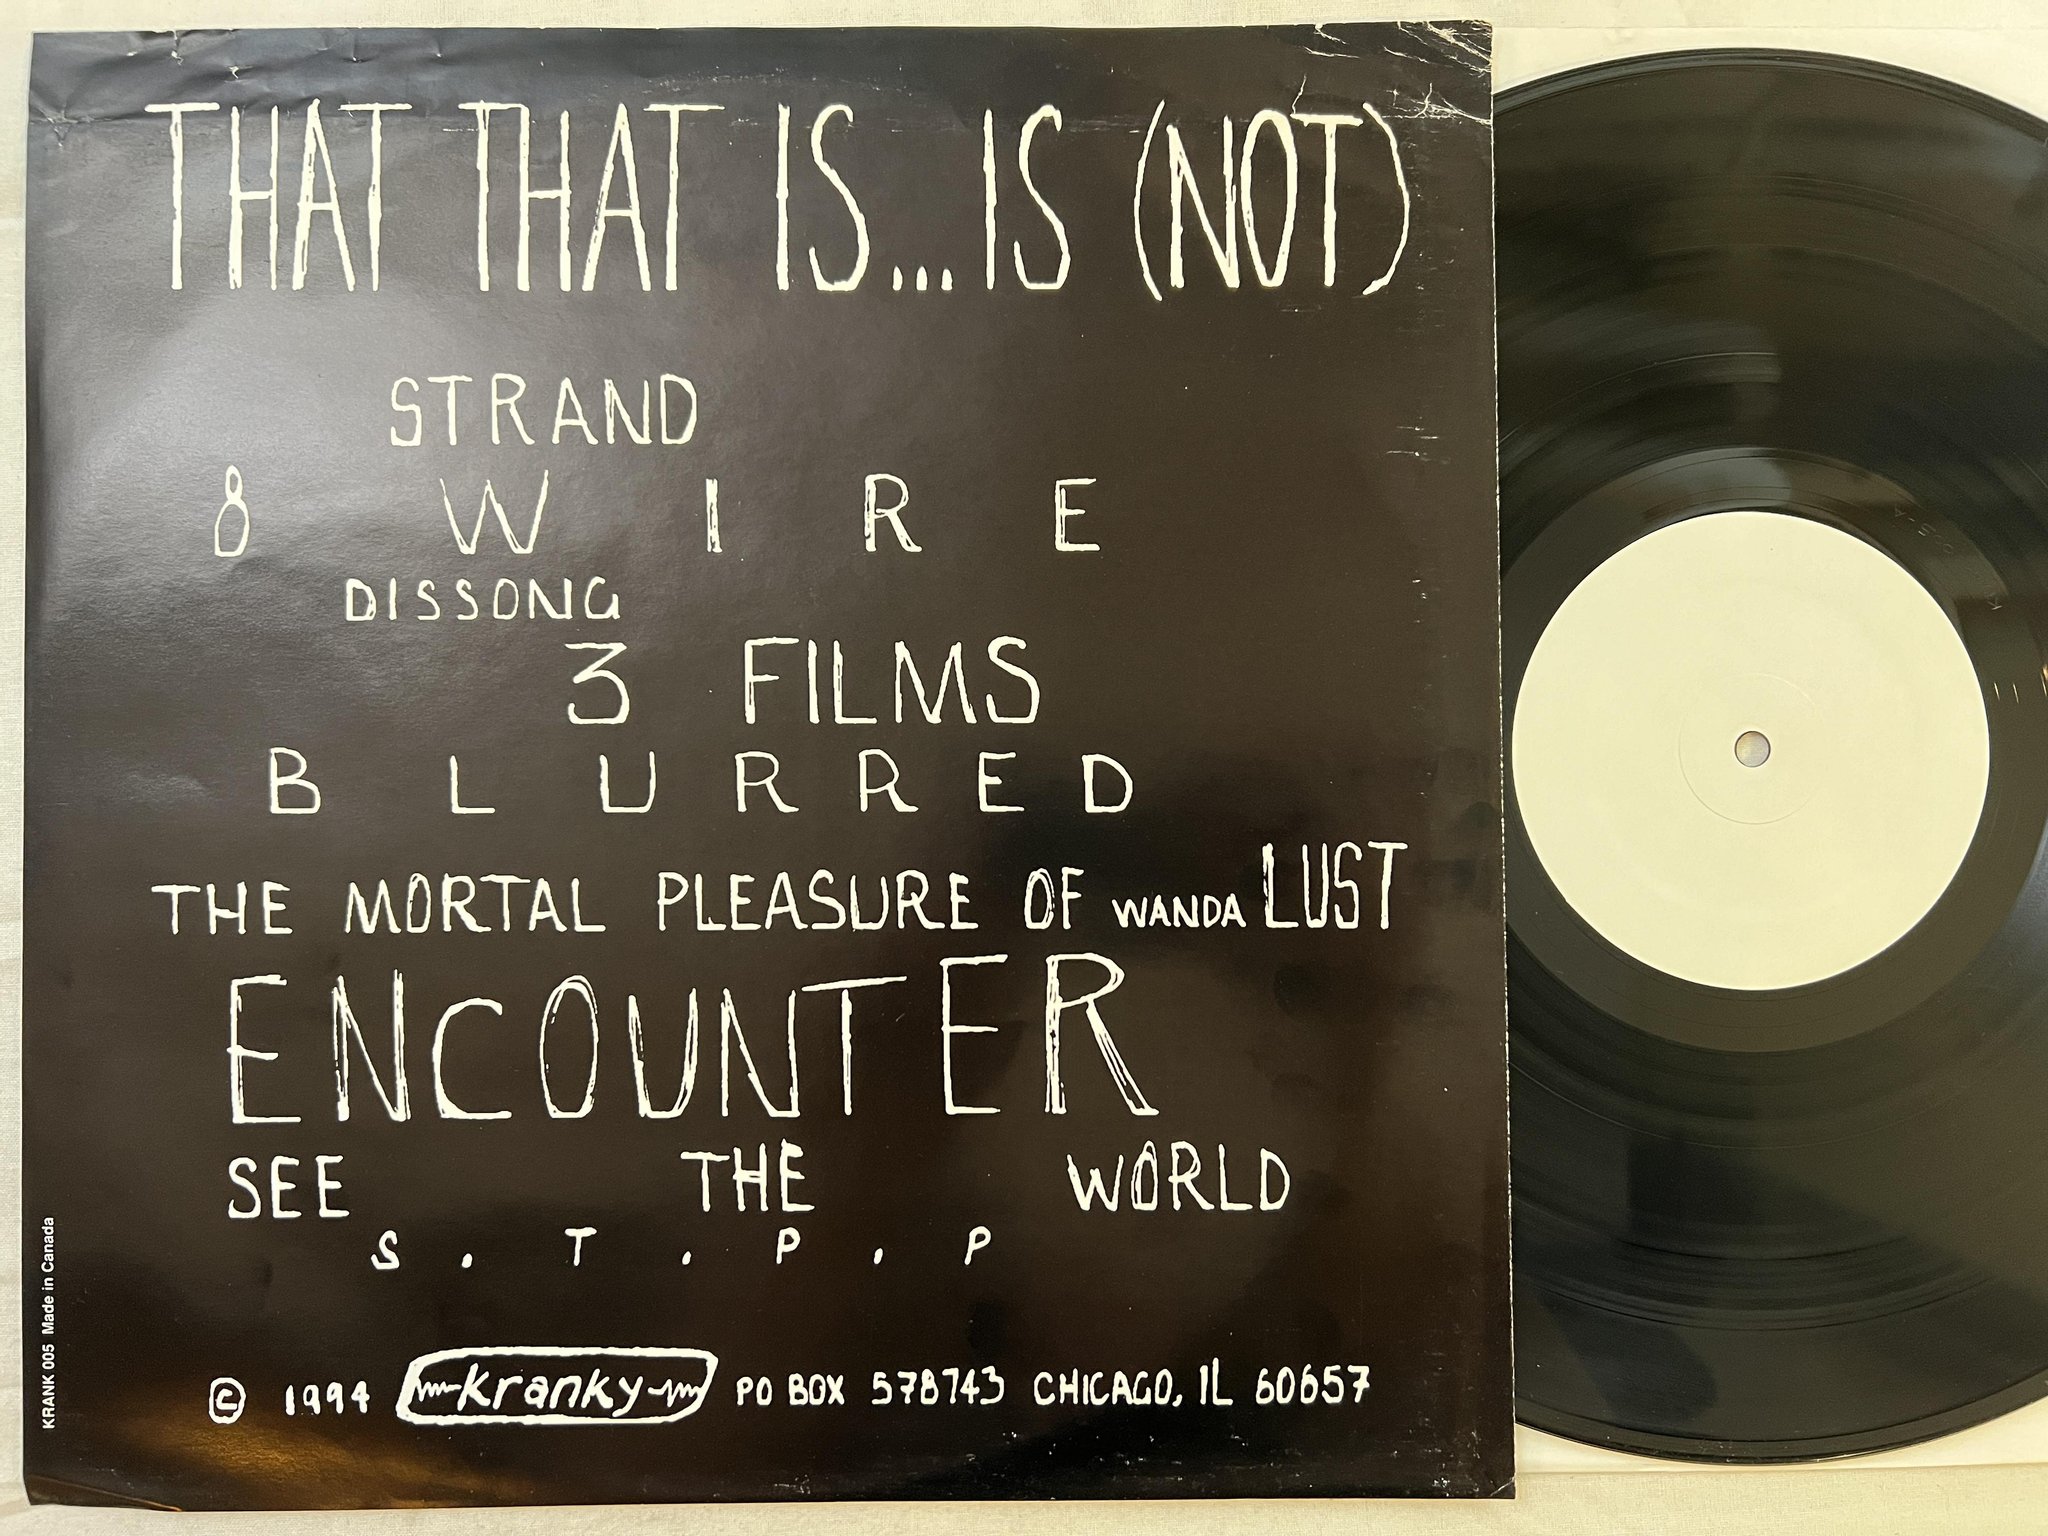 THAT THAT IS...IS (NOT)
STRAND
8 WIRE
DISSONG
3 FILMS
BLURRED
THE MORTAL PLEASURE OF WANDA LUST
ENCOUNTER
SEE THE WORLD
S.T.P.P
© 1994 kranky PO BOX 578743 CHICAGO, IL 60657
KRANK 005 Made in Canada